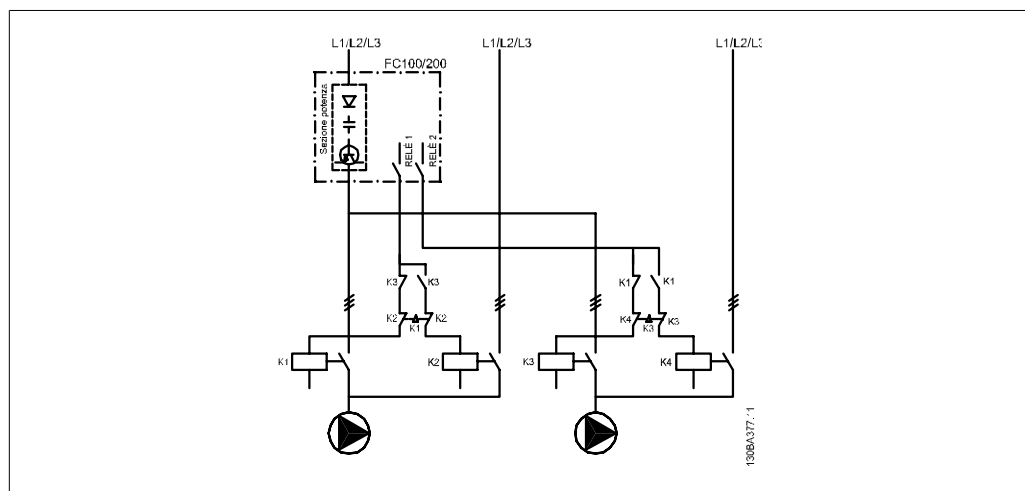 L1/L2/L3
L1/L2/L3
L1/L2/L3
FC100/200
Sezione potenza
RELÈ 1
RELÈ 2
K3
K3
K1
K1
K2
K1
K2
K4
K3
K3
K1
K2
K3
K4
130BA377.11